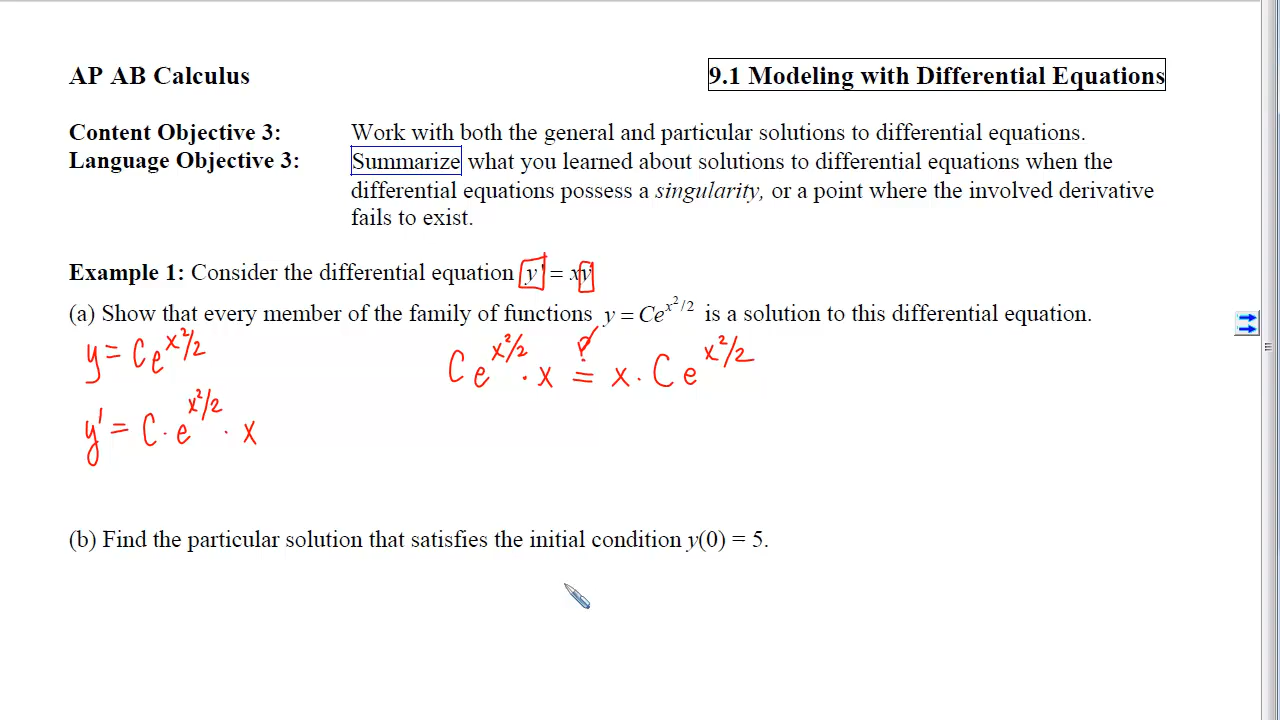 AP AB Calculus 9.1 Modeling with Differential Equations
Content Objective 3: Work with both the general and particular solutions to differential equations.
Language Objective 3: Summarize what you learned about solutions to differential equations when the
differential equations possess a singularity, or a point where the involved derivative
fails to exist.
Example 1: Consider the differential equation y' = xy
(a) Show that every member of the family of functions y = Ce^{x²/2} is a solution to this differential equation.
y = Ce^{x²/2}
Ce^{x²/2} · x ≟ x · Ce^{x²/2}
y' = C · e^{x²/2} · x
(b) Find the particular solution that satisfies the initial condition y(0) = 5.